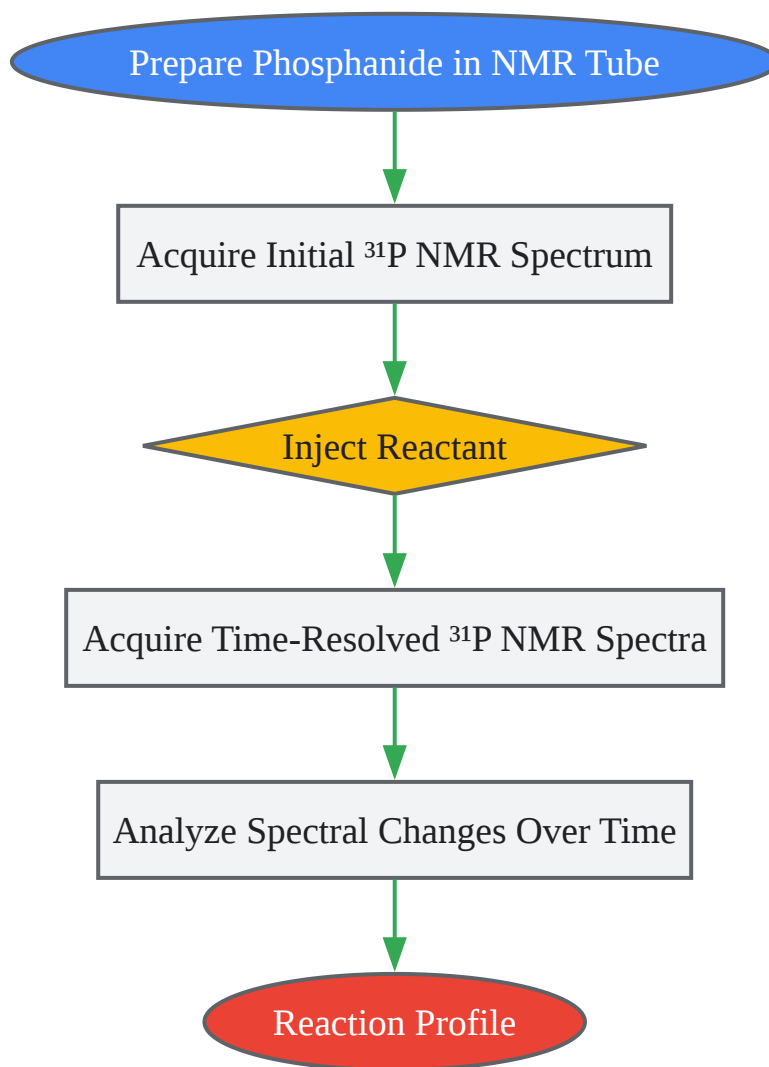 Prepare Phosphanide in NMR Tube
Acquire Initial ³¹P NMR Spectrum
Inject Reactant
Acquire Time-Resolved ³¹P NMR Spectra
Analyze Spectral Changes Over Time
Reaction Profile